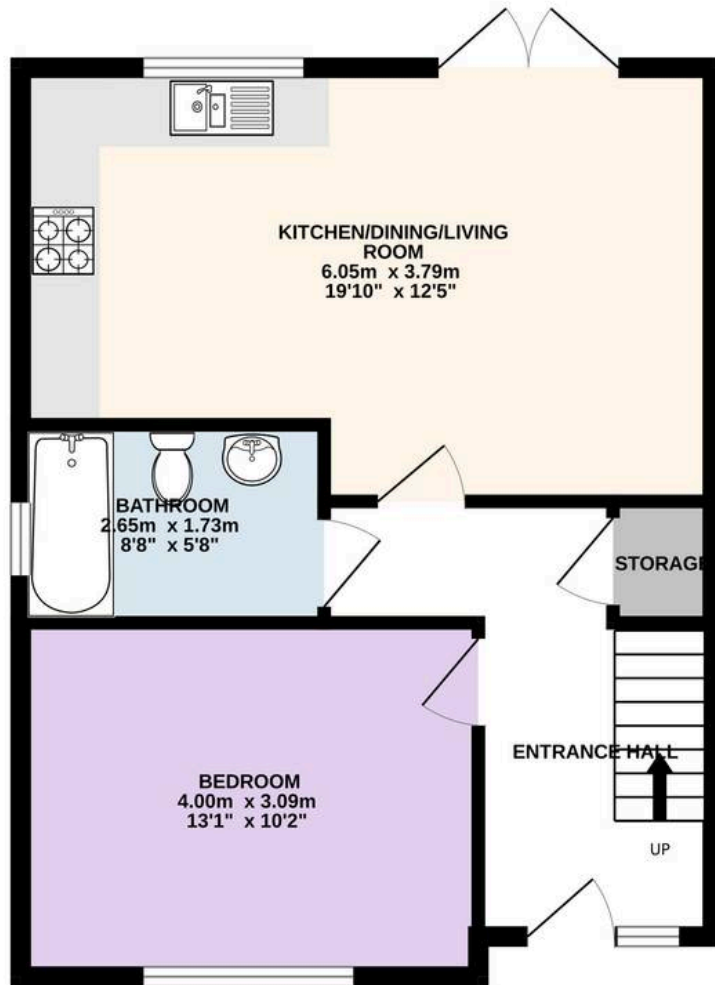 KITCHEN/DINING/LIVING
ROOM
6.05m x 3.79m
19'10" x 12'5"
BATHROOM
2.65m x 1.73m
8'8" x 5'8"
STORAGE
ENTRANCE HALL
BEDROOM
4.00m x 3.09m
13'1" x 10'2"
UP